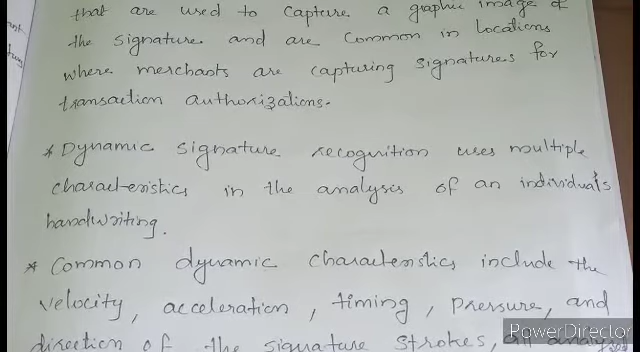 that are used to capture a graphic image of
the signature and are common in locations
where merchants are capturing signatures for
transaction authorizations.
* Dynamic signature recognition uses multiple
characteristics in the analysis of an individual's
handwriting.
* Common dynamic characteristics include the
velocity, acceleration, timing, pressure, and
direction of the signature strokes, all
PowerDirector